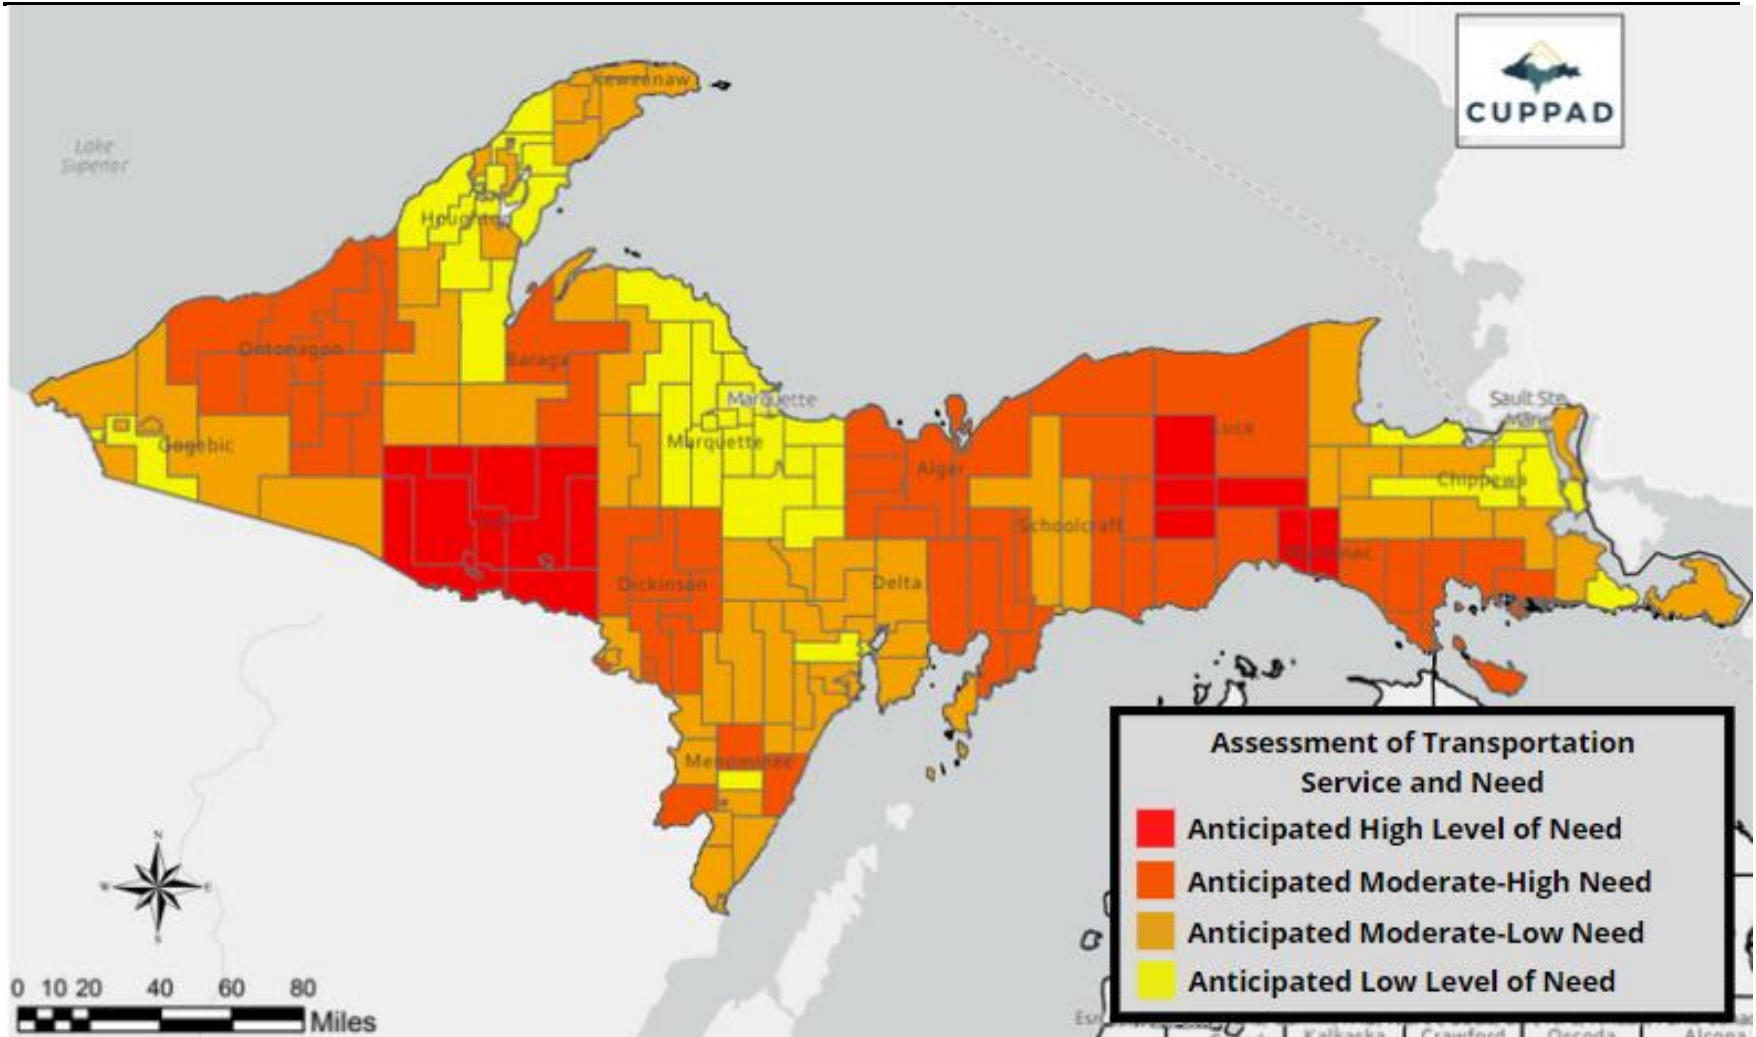 CUPPAD
Keweenaw
Lake
Superior
Houghton
Ontonagon
Baraga
Marquette
Sault Ste.
Marie
Gogebic
Marquette
Luce
Alger
Chippewa
Schoolcraft
Mackinac
Dickinson
Delta
Menominee
Assessment of Transportation
Service and Need
Anticipated High Level of Need
Anticipated Moderate-High Need
Anticipated Moderate-Low Need
Anticipated Low Level of Need
N
W E
S
0 10 20 40 60 80
Miles
Kalkaska Crawford Oscoda Alcona